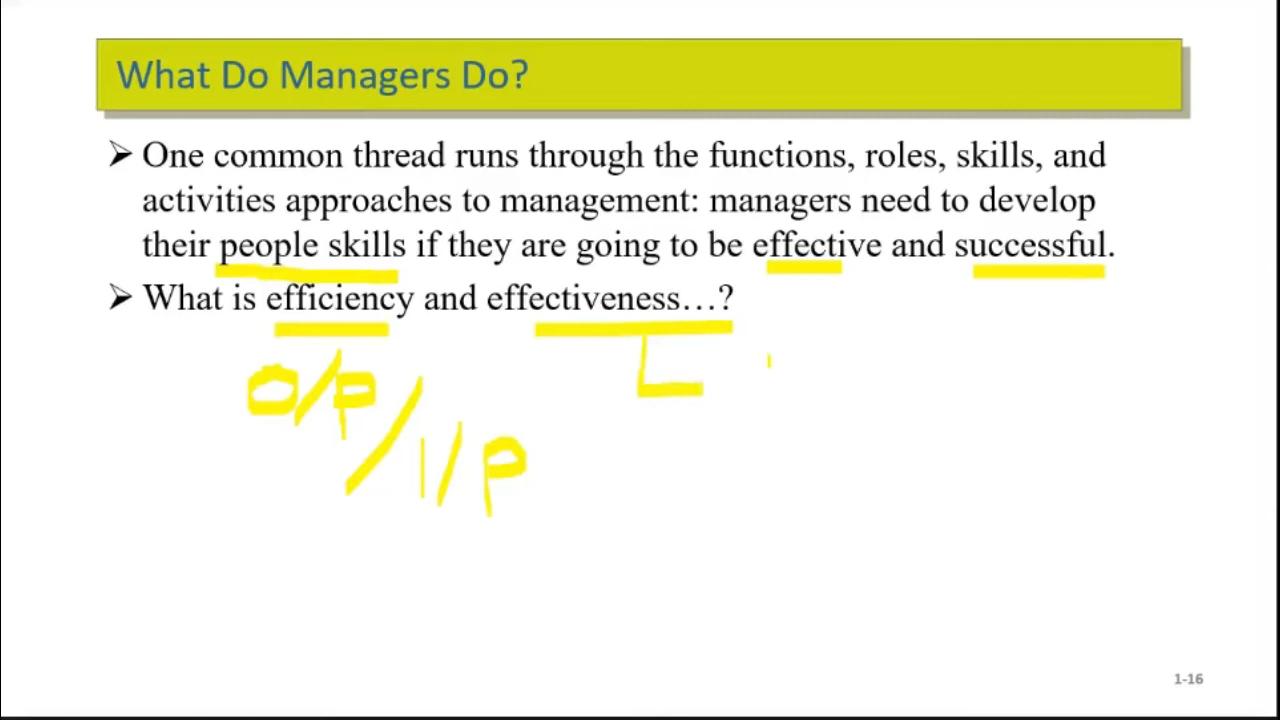 What Do Managers Do?
➢ One common thread runs through the functions, roles, skills, and
activities approaches to management: managers need to develop
their people skills if they are going to be effective and successful.
➢ What is efficiency and effectiveness…?
O/P/I/P
1-16